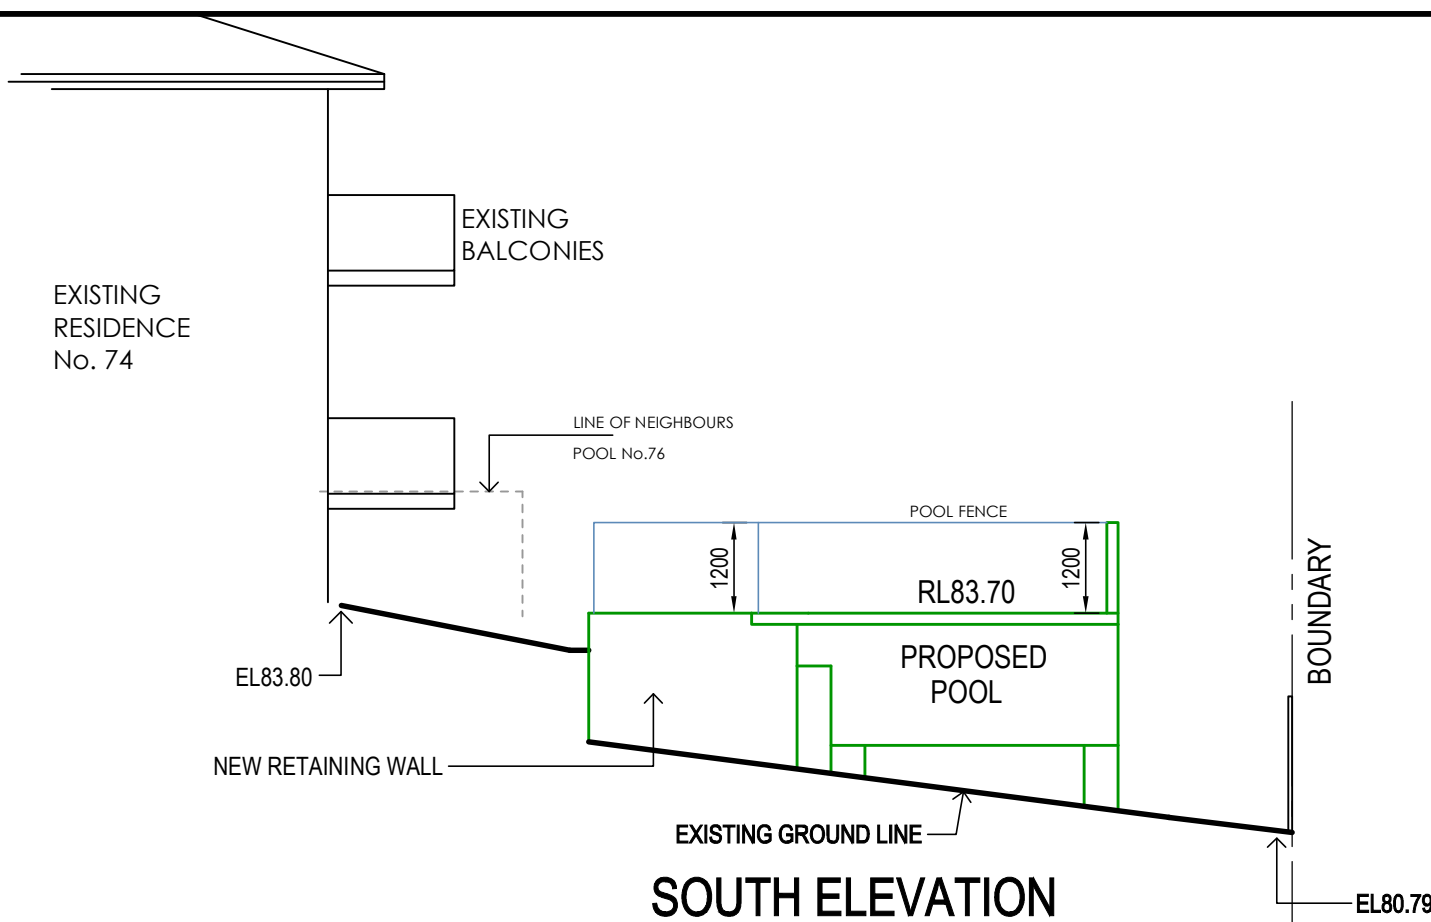 EXISTING
BALCONIES
EXISTING
RESIDENCE
No. 74
LINE OF NEIGHBOURS
POOL No.76
POOL FENCE
1200
1200
RL83.70
BOUNDARY
PROPOSED
POOL
EL83.80
NEW RETAINING WALL
EXISTING GROUND LINE
SOUTH ELEVATION
EL80.79